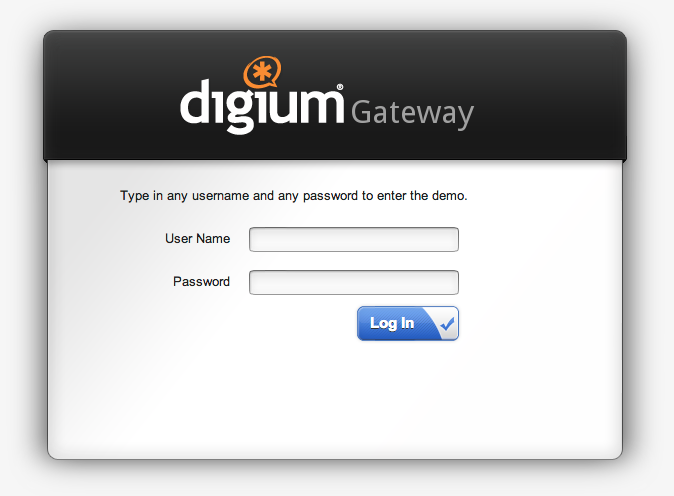 digium® Gateway
Type in any username and any password to enter the demo.
User Name
Password
Log In